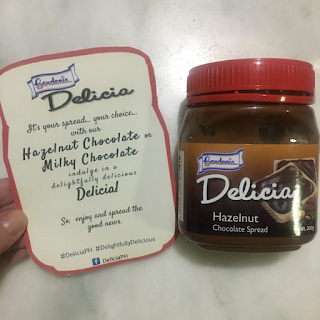 Gardenia
Delicia
It's your spread... your choice...
with our
Hazelnut Chocolate or
Milky Chocolate
indulge in a
delightfully delicious
Delicia!
So, enjoy and spread the
good news.
#DeliciaPH #DelightfullyDelicious
f DeliciaPH
Gardenia
Delicia
Hazelnut
Chocolate Spread
200g